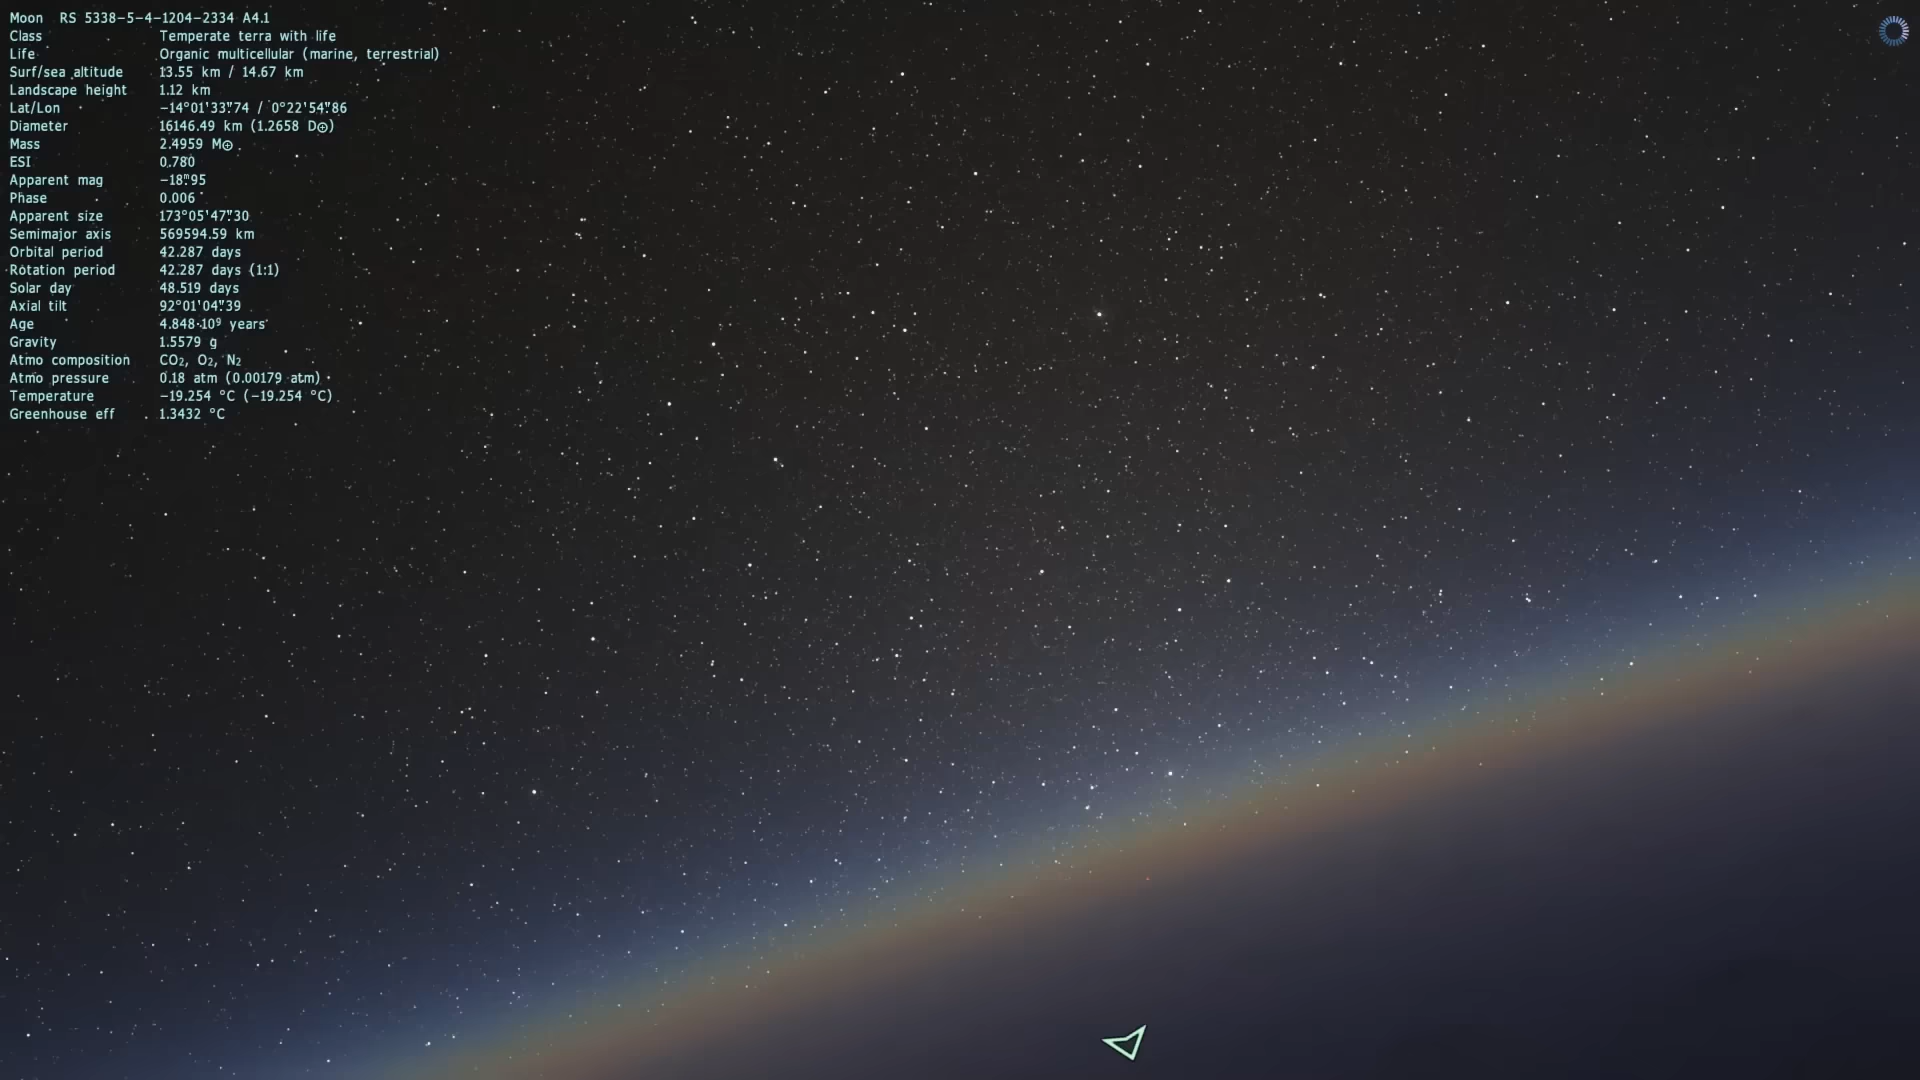 Moon RS 5338-5-4-1204-2334 A4.1
Class Temperate terra with life
Life Organic multicellular (marine, terrestrial)
Surf/sea altitude 13.55 km / 14.67 km
Landscape height 1.12 km
Lat/Lon -14°01'33"74 / 0°22'54"86
Diameter 16146.49 km (1.2658 D⊕)
Mass 2.4959 M⊕
ESI 0.780
Apparent mag -18ᵐ95
Phase 0.006
Apparent size 173°05'47"30
Semimajor axis 569594.59 km
Orbital period 42.287 days
Rotation period 42.287 days (1:1)
Solar day 48.519 days
Axial tilt 92°01'04"39
Age 4.848·10⁹ years
Gravity 1.5579 g
Atmo composition CO₂, O₂, N₂
Atmo pressure 0.18 atm (0.00179 atm)
Temperature -19.254 °C (-19.254 °C)
Greenhouse eff 1.3432 °C